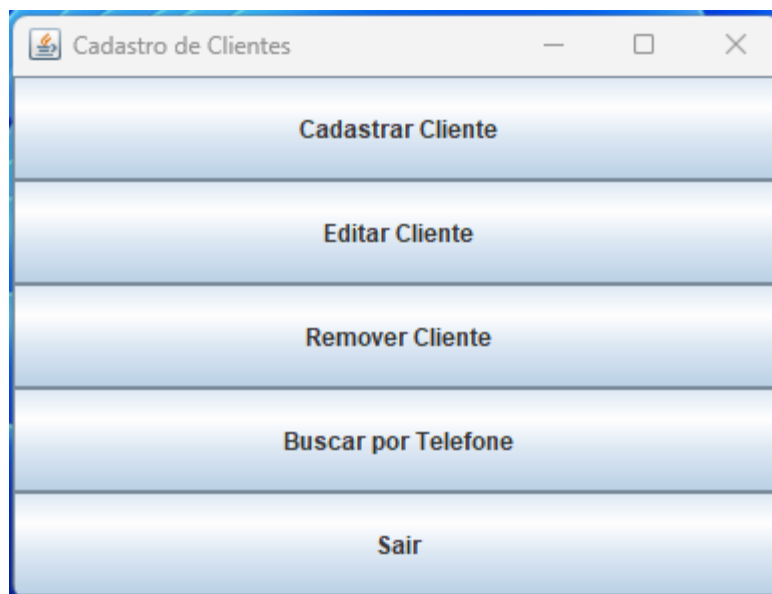 Cadastro de Clientes
Cadastrar Cliente
Editar Cliente
Remover Cliente
Buscar por Telefone
Sair